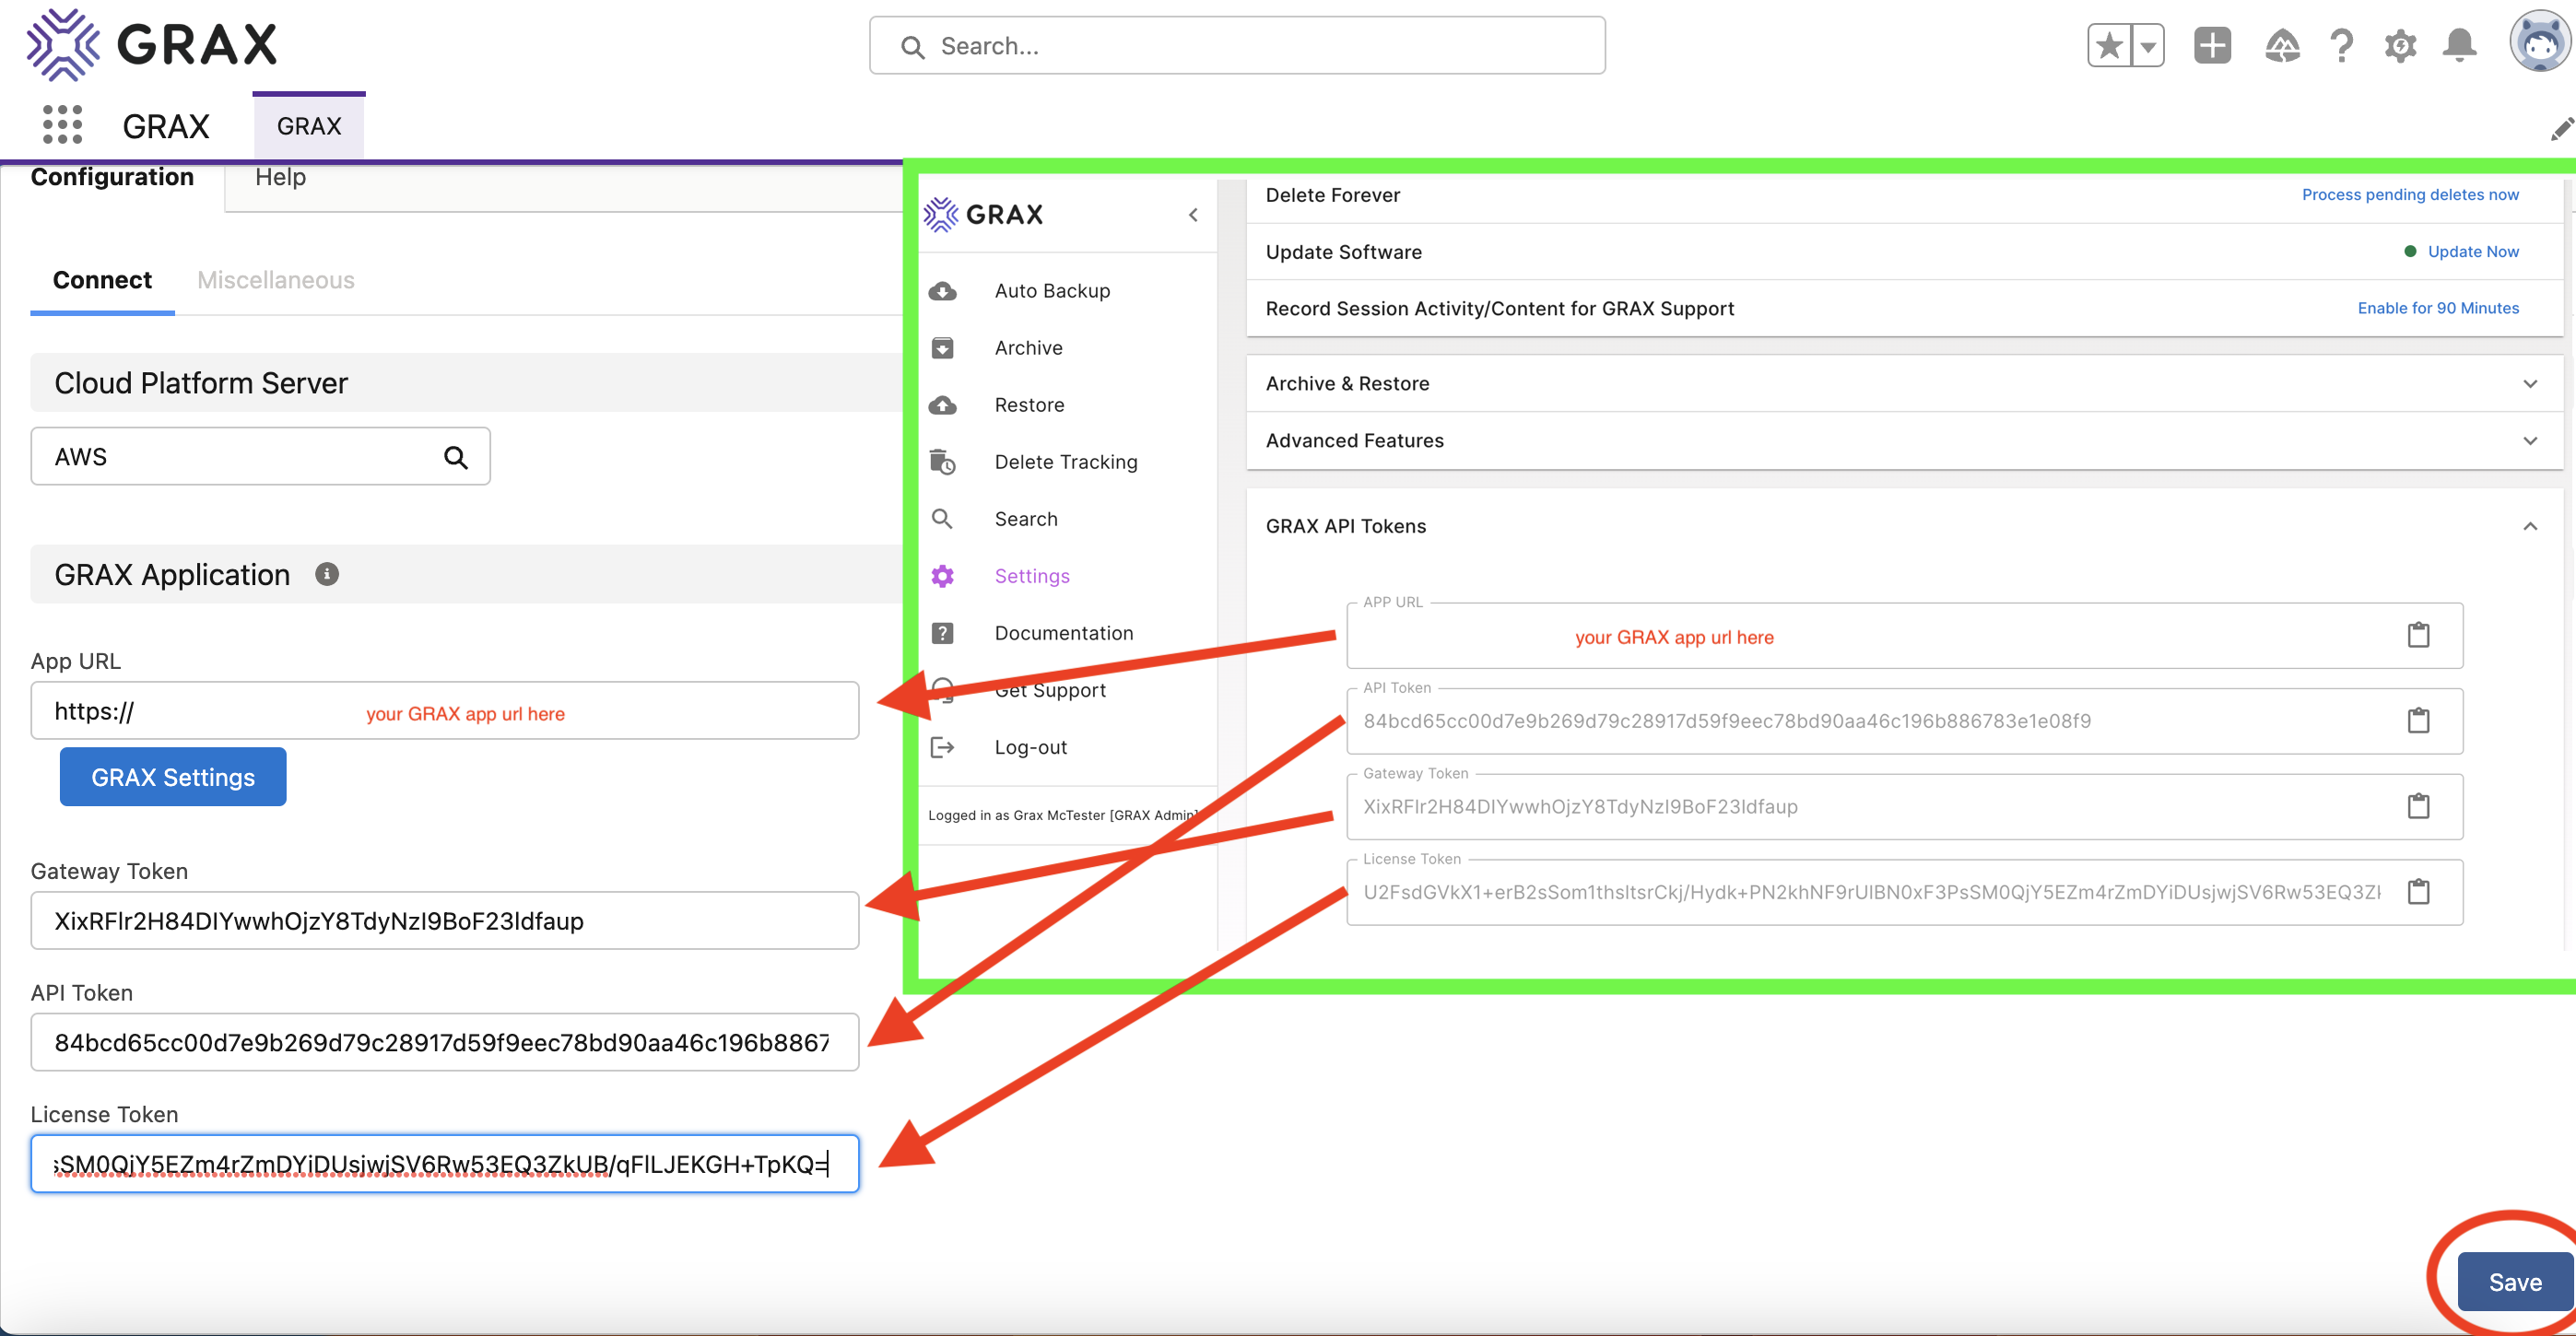 GRAX
Search...
GRAX
GRAX
Configuration
Help
Connect
Miscellaneous
Cloud Platform Server
AWS
GRAX Application
App URL
https://
your GRAX app url here
GRAX Settings
Gateway Token
XixRFlr2H84DIYwwhOjzY8TdyNzI9BoF23ldfaup
API Token
84bcd65cc00d7e9b269d79c28917d59f9eec78bd90aa46c196b8867
License Token
sSM0QjY5EZm4rZmDYiDUsjwjSV6Rw53EQ3ZkUB/qFlLJEKGH+TpKQ=
GRAX
Auto Backup
Archive
Restore
Delete Tracking
Search
Settings
Documentation
Get Support
Log-out
Logged in as Grax McTester [GRAX Admin]
Delete Forever
Process pending deletes now
Update Software
Update Now
Record Session Activity/Content for GRAX Support
Enable for 90 Minutes
Archive & Restore
Advanced Features
GRAX API Tokens
APP URL
your GRAX app url here
API Token
84bcd65cc00d7e9b269d79c28917d59f9eec78bd90aa46c196b886783e1e08f9
Gateway Token
XixRFlr2H84DIYwwhOjzY8TdyNzI9BoF23ldfaup
License Token
U2FsdGVkX1+erB2sSom1thsItsrCkj/Hydk+PN2khNF9rUlBN0xF3PsSM0QjY5EZm4rZmDYiDUsjwjSV6Rw53EQ3Zk
Save